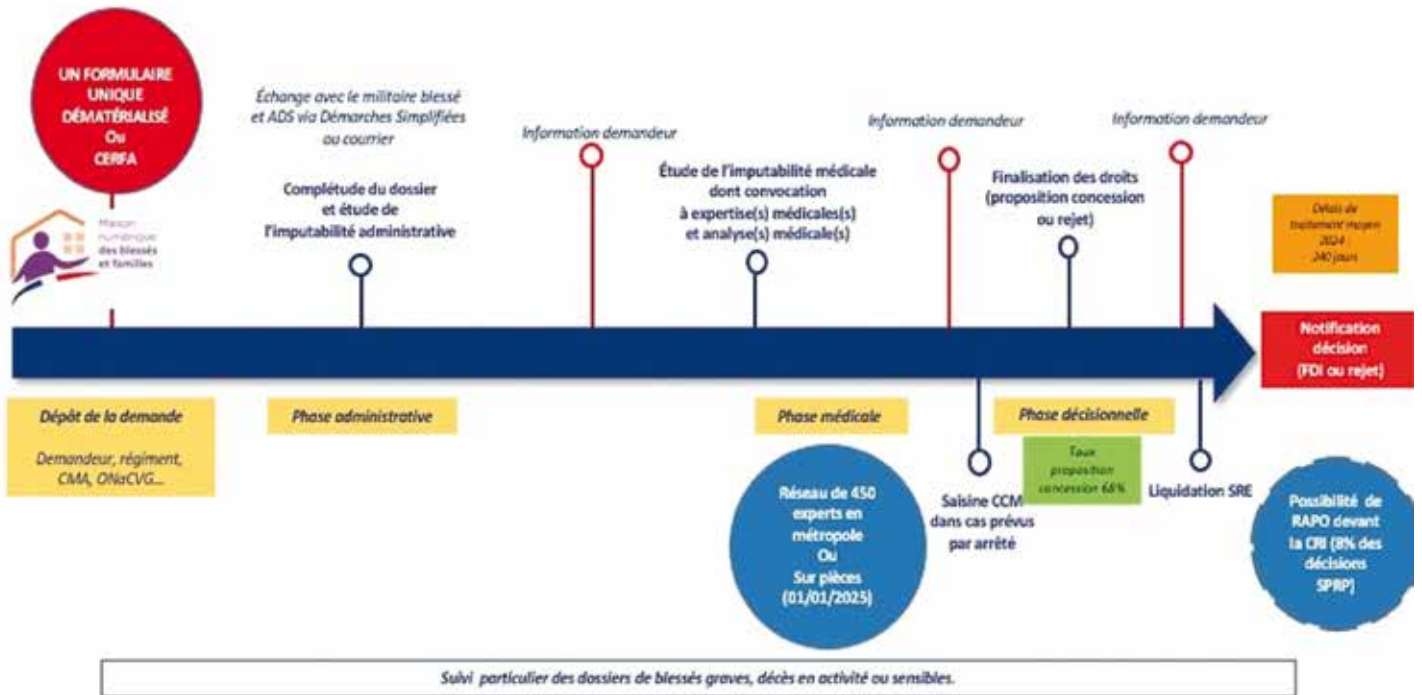 UN FORMULAIRE
UNIQUE
DÉMATÉRIALISÉ
Ou
CERFA
Maison
numérique
des blessés
et familles
Échange avec le militaire blessé
et ADS via Démarches Simplifiées
ou courrier
Complétude du dossier
et étude de
l'imputabilité administrative
Information demandeur
Étude de l'imputabilité médicale
dont convocation
à expertise(s) médicales(s)
et analyse(s) médicale(s)
Information demandeur
Finalisation des droits
(proposition concession
ou rejet)
Information demandeur
Délais de
traitement moyen
2024 :
240 jours
Notification
décision
(FDI ou rejet)
Dépôt de la demande
Demandeur, régiment,
CMA, ONaCVG...
Phase administrative
Phase médicale
Réseau de 450
experts en
métropole
Ou
Sur pièces
(01/01/2025)
Saisine CCM
dans cas prévus
par arrêté
Phase décisionnelle
Taux
proposition
concession 68%
Liquidation SRE
Possibilité de
RAPO devant
la CRI (8% des
décisions
SPRP)
Suivi particulier des dossiers de blessés graves, décès en activité ou sensibles.